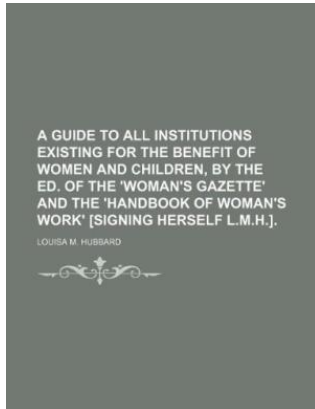 A GUIDE TO ALL INSTITUTIONS
EXISTING FOR THE BENEFIT OF
WOMEN AND CHILDREN, BY THE
ED. OF THE 'WOMAN'S GAZETTE'
AND THE 'HANDBOOK OF WOMAN'S
WORK' [SIGNING HERSELF L.M.H.].
LOUISA M. HUBBARD